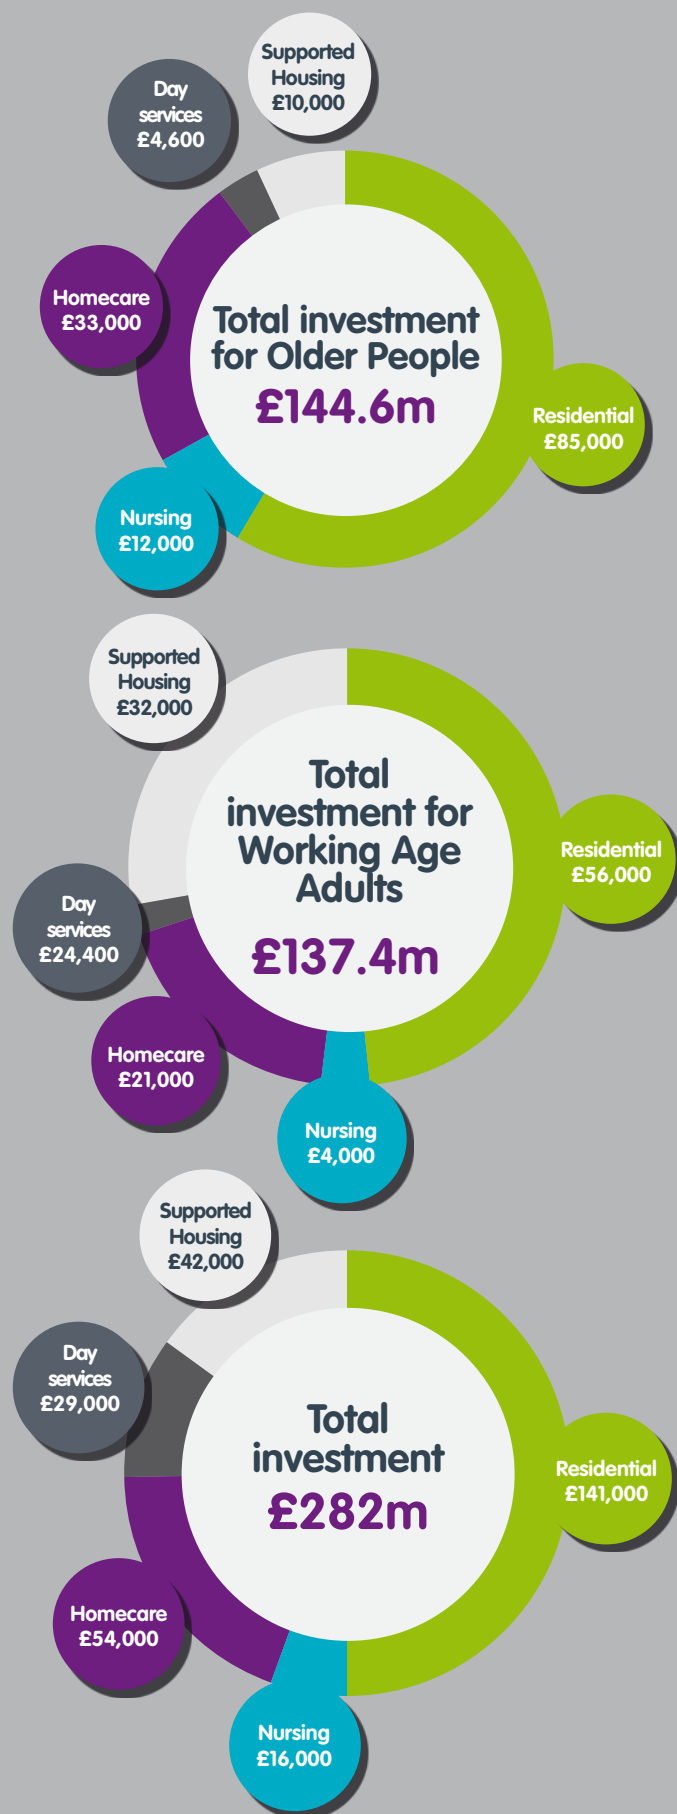 Supported
Housing
£10,000
Day
services
£4,600
Homecare
£33,000
Total investment
for Older People
£144.6m
Residential
£85,000
Nursing
£12,000
Supported
Housing
£32,000
Total
investment for
Working Age
Adults
£137.4m
Residential
£56,000
Day
services
£24,400
Homecare
£21,000
Nursing
£4,000
Supported
Housing
£42,000
Day
services
£29,000
Total
investment
£282m
Residential
£141,000
Homecare
£54,000
Nursing
£16,000